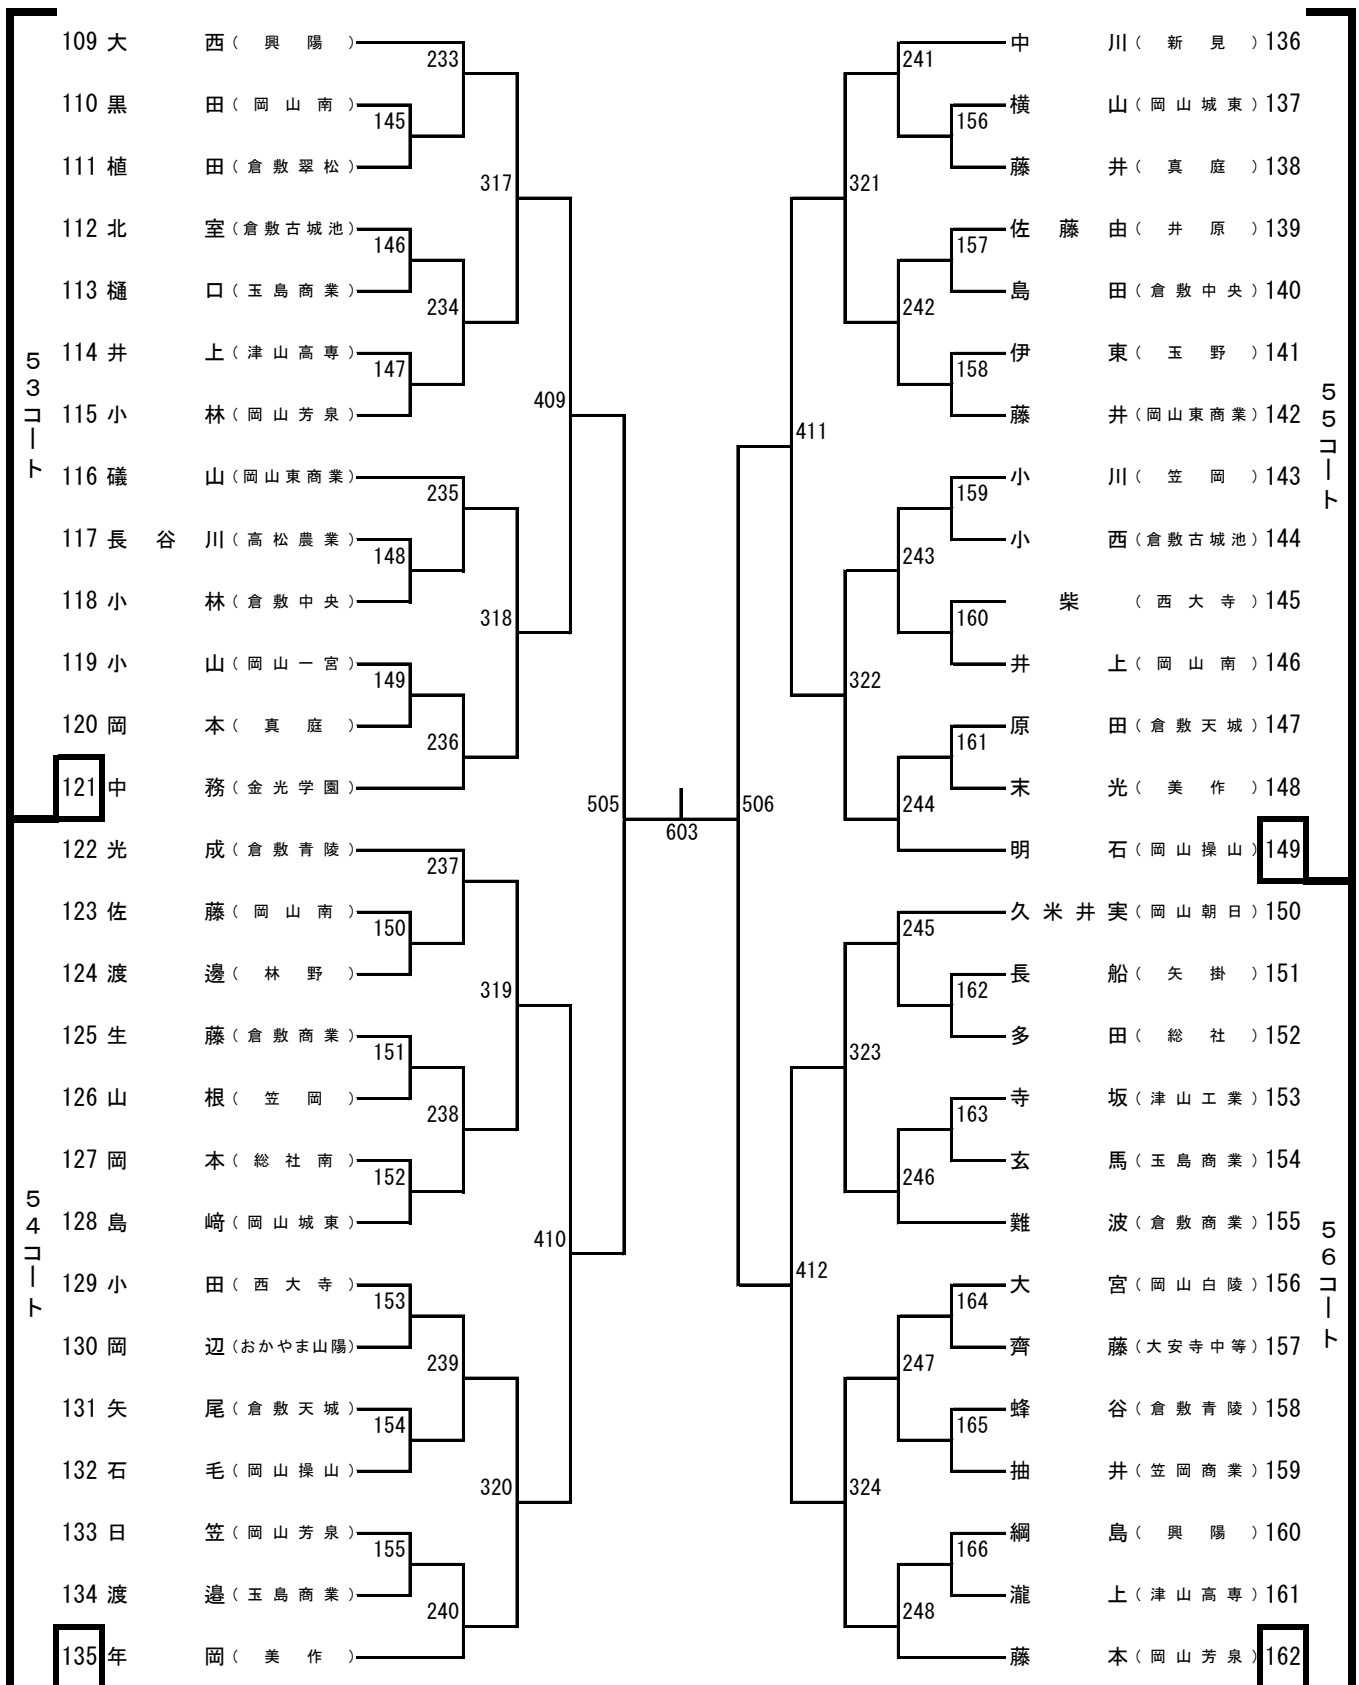 109 大西（興陽）
110 黒田（岡山南）
111 植田（倉敷翠松）
112 北室（倉敷古城池）
113 樋口（玉島商業）
114 井上（津山高専）
115 小林（岡山芳泉）
116 礒山（岡山東商業）
117 長谷川（高松農業）
118 小林（倉敷中央）
119 小山（岡山一宮）
120 岡本（真庭）
121 中務（金光学園）
122 光成（倉敷青陵）
123 佐藤（岡山南）
124 渡邊（林野）
125 生藤（倉敷商業）
126 山根（笠岡）
127 岡本（総社南）
128 島﨑（岡山城東）
129 小田（西大寺）
130 岡辺（おかやま山陽）
131 矢尾（倉敷天城）
132 石毛（岡山操山）
133 日笠（岡山芳泉）
134 渡邉（玉島商業）
135 年岡（美作）
53コート
54コート
233
145
317
146
234
147
409
235
148
318
149
236
505
237
150
319
151
238
152
410
153
239
154
320
155
240
603
506
241
156
321
157
242
158
411
159
243
160
322
161
244
245
162
323
163
246
412
164
247
165
324
166
248
中川（新見）136
横山（岡山城東）137
藤井（真庭）138
佐藤由（井原）139
島田（倉敷中央）140
伊東（玉野）141
藤井（岡山東商業）142
小川（笠岡）143
小西（倉敷古城池）144
柴（西大寺）145
井上（岡山南）146
原田（倉敷天城）147
末光（美作）148
明石（岡山操山）149
久米井実（岡山朝日）150
長船（矢掛）151
多田（総社）152
寺坂（津山工業）153
玄馬（玉島商業）154
難波（倉敷商業）155
大宮（岡山白陵）156
齊藤（大安寺中等）157
蜂谷（倉敷青陵）158
抽井（笠岡商業）159
綱島（興陽）160
瀧上（津山高専）161
藤本（岡山芳泉）162
55コート
56コート